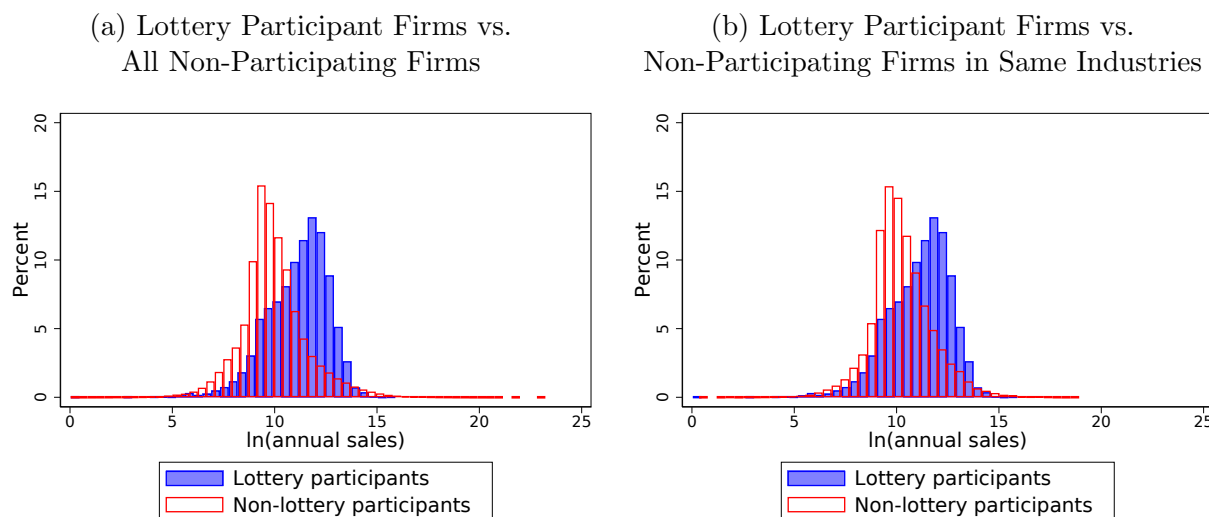 (a) Lottery Participant Firms vs.
All Non-Participating Firms
(b) Lottery Participant Firms vs.
Non-Participating Firms in Same Industries
Percent
20
15
10
5
0
0 5 10 15 20 25
ln(annual sales)
Lottery participants
Non-lottery participants
Percent
20
15
10
5
0
0 5 10 15 20 25
ln(annual sales)
Lottery participants
Non-lottery participants